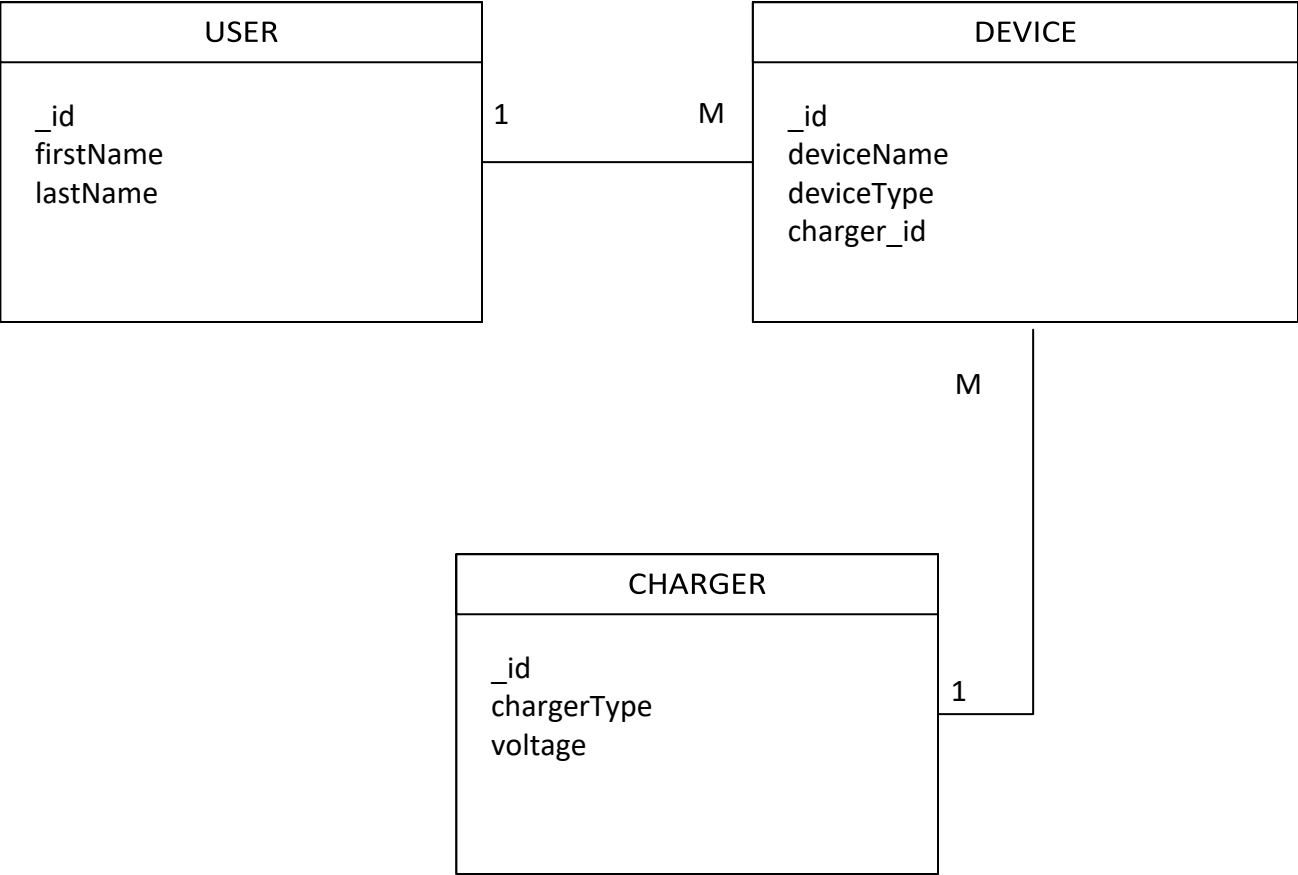 USER
_id
firstName
lastName
1
M
DEVICE
_id
deviceName
deviceType
charger_id
M
CHARGER
_id
chargerType
voltage
1